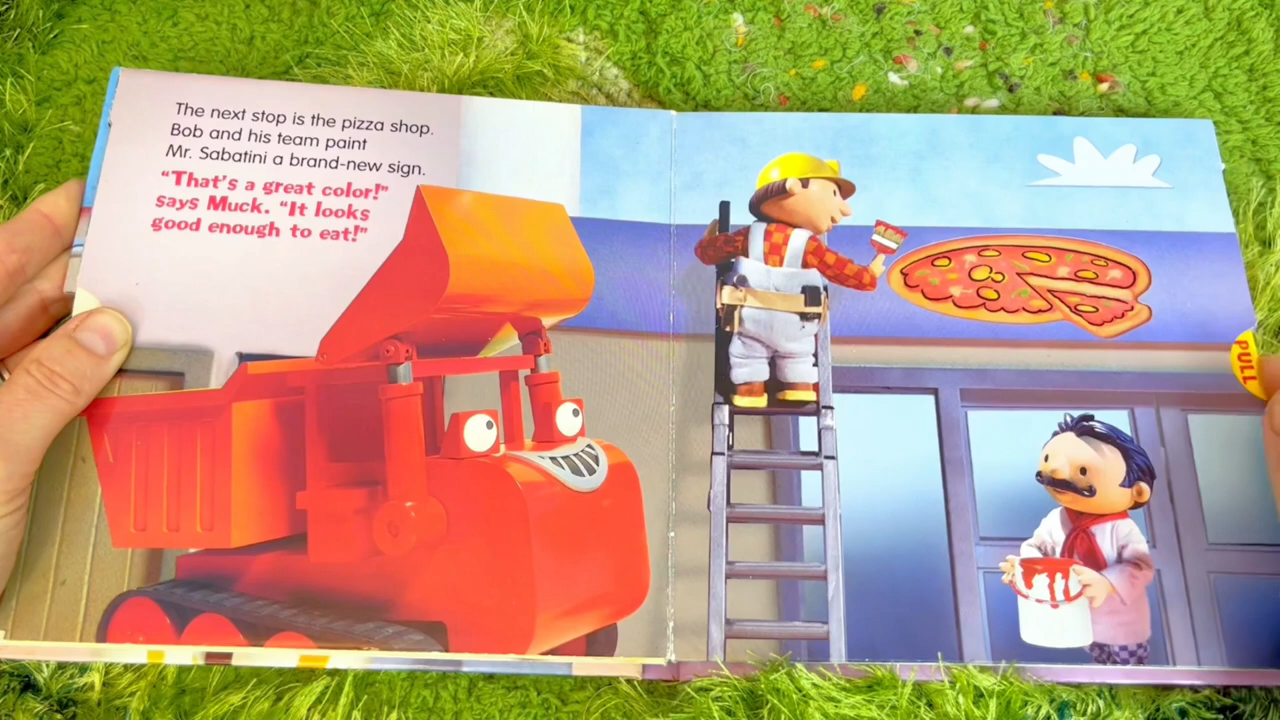 The next stop is the pizza shop.
Bob and his team paint
Mr. Sabatini a brand-new sign.
“That’s a great color!”
says Muck. “It looks
good enough to eat!”
PULL